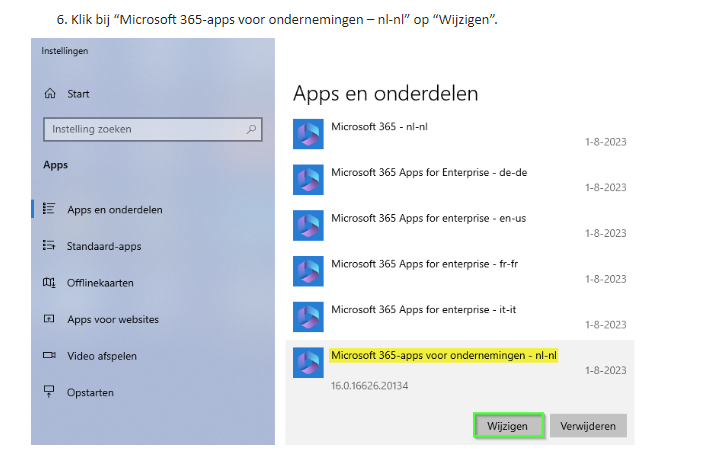 6. Klik bij “Microsoft 365-apps voor ondernemingen – nl-nl” op “Wijzigen”.
Instellingen
Start
Instelling zoeken
Apps
Apps en onderdelen
Standaard-apps
Offlinekaarten
Apps voor websites
Video afspelen
Opstarten
Apps en onderdelen
Microsoft 365 - nl-nl
1-8-2023
Microsoft 365 Apps for Enterprise - de-de
1-8-2023
Microsoft 365 Apps for enterprise - en-us
1-8-2023
Microsoft 365 Apps for enterprise - fr-fr
1-8-2023
Microsoft 365 Apps for enterprise - it-it
1-8-2023
Microsoft 365-apps voor ondernemingen - nl-nl
1-8-2023
16.0.16626.20134
Wijzigen
Verwijderen